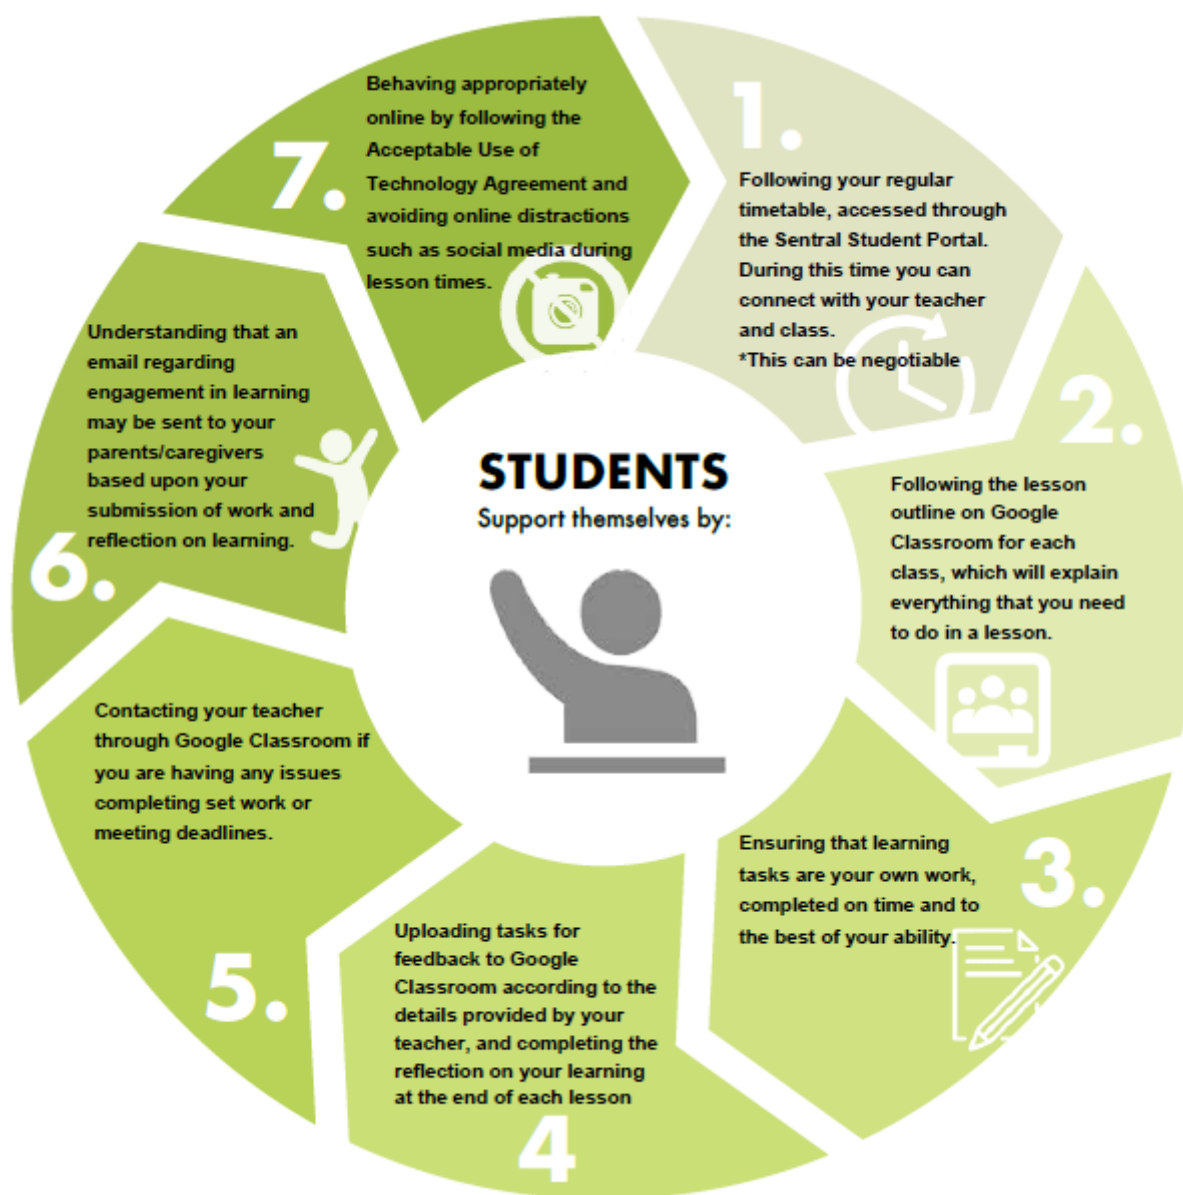 STUDENTS
Support themselves by:
1.
Following your regular
timetable, accessed through
the Sentral Student Portal.
During this time you can
connect with your teacher
and class.
*This can be negotiable
2.
Following the lesson
outline on Google
Classroom for each
class, which will explain
everything that you need
to do in a lesson.
3.
Ensuring that learning
tasks are your own work,
completed on time and to
the best of your ability.
4
Uploading tasks for
feedback to Google
Classroom according to the
details provided by your
teacher, and completing the
reflection on your learning
at the end of each lesson
5.
Contacting your teacher
through Google Classroom if
you are having any issues
completing set work or
meeting deadlines.
6.
Understanding that an
email regarding
engagement in learning
may be sent to your
parents/caregivers
based upon your
submission of work and
reflection on learning.
7.
Behaving appropriately
online by following the
Acceptable Use of
Technology Agreement and
avoiding online distractions
such as social media during
lesson times.